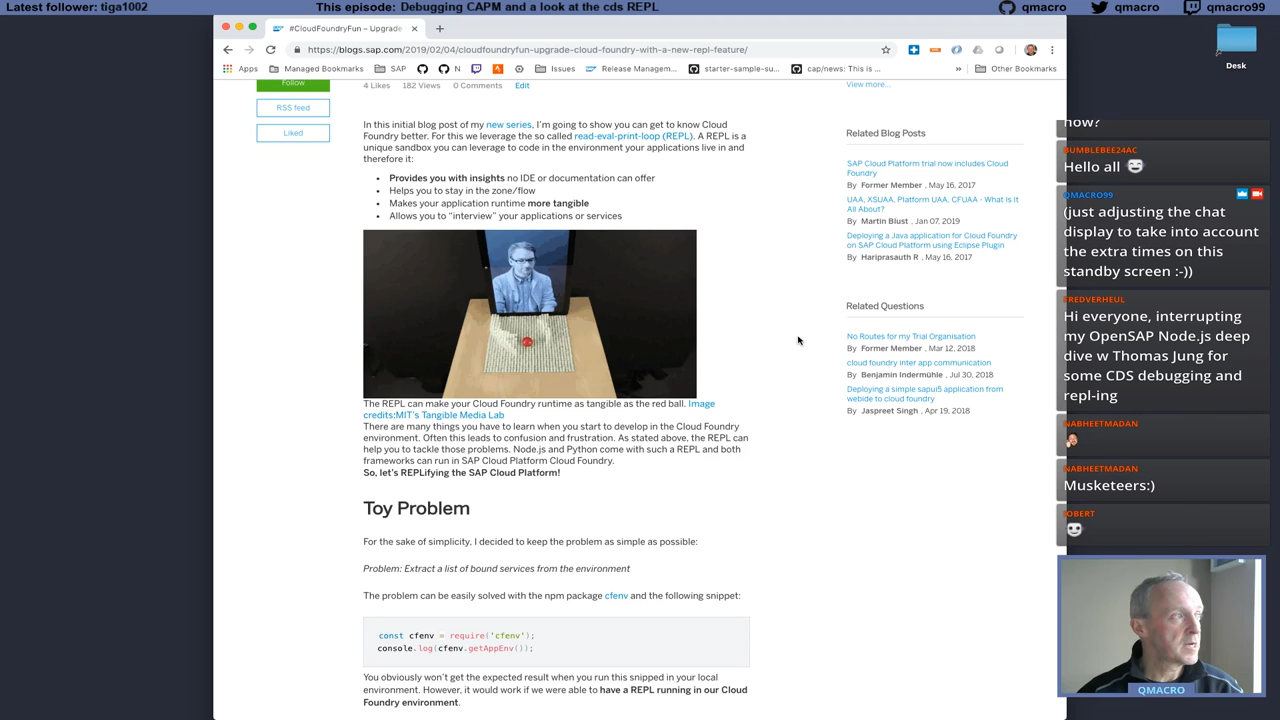 Latest follower: tiga1002
This episode: Debugging CAPM and a look at the cds REPL
qmacro
qmacro
qmacro99
#CloudFoundryFun – Upgrade
https://blogs.sap.com/2019/02/04/cloudfoundryfun-upgrade-cloud-foundry-with-a-new-repl-feature/
Apps
Managed Bookmarks
SAP
N
Issues
Release Managem...
starter-sample-su...
cap/news: This is ...
»
Other Bookmarks
Desk
Follow
RSS feed
Liked
4 Likes
182 Views
0 Comments
Edit
In this initial blog post of my new series, I'm going to show you can get to know Cloud
Foundry better. For this we leverage the so called read-eval-print-loop (REPL). A REPL is a
unique sandbox you can leverage to code in the environment your applications live in and
therefore it:
• Provides you with insights no IDE or documentation can offer
• Helps you to stay in the zone/flow
• Makes your application runtime more tangible
• Allows you to “interview” your applications or services
The REPL can make your Cloud Foundry runtime as tangible as the red ball. Image
credits:MIT's Tangible Media Lab
There are many things you have to learn when you start to develop in the Cloud Foundry
environment. Often this leads to confusion and frustration. As stated above, the REPL can
help you to tackle those problems. Node.js and Python come with such a REPL and both
frameworks can run in SAP Cloud Platform Cloud Foundry.
So, let's REPLifying the SAP Cloud Platform!
Toy Problem
For the sake of simplicity, I decided to keep the problem as simple as possible:
Problem: Extract a list of bound services from the environment
The problem can be easily solved with the npm package cfenv and the following snippet:
const cfenv = require('cfenv');
console.log(cfenv.getAppEnv());
You obviously won't get the expected result when you run this snipped in your local
environment. However, it would work if we were able to have a REPL running in our Cloud
Foundry environment.
View more...
Related Blog Posts
SAP Cloud Platform trial now includes Cloud
Foundry
By Former Member , May 16, 2017
UAA, XSUAA, Platform UAA, CFUAA - What is it
All About?
By Martin Blust , Jan 07, 2019
Deploying a Java application for Cloud Foundry
on SAP Cloud Platform using Eclipse Plugin
By Hariprasauth R , May 16, 2017
Related Questions
No Routes for my Trial Organisation
By Former Member , Mar 12, 2018
cloud foundry inter app communication
By Benjamin Indermühle , Jul 30, 2018
Deploying a simple sapui5 application from
webide to cloud foundry
By Jaspreet Singh , Apr 19, 2018
now?
BUMBLEBEE24AC
Hello all
QMACRO99
(just adjusting the chat
display to take into account
the extra times on this
standby screen :-))
FREDVERHEUL
Hi everyone, interrupting
my OpenSAP Node.js deep
dive w Thomas Jung for
some CDS debugging and
repl-ing
NABHEETMADAN
NABHEETMADAN
Musketeers:)
QMACRO